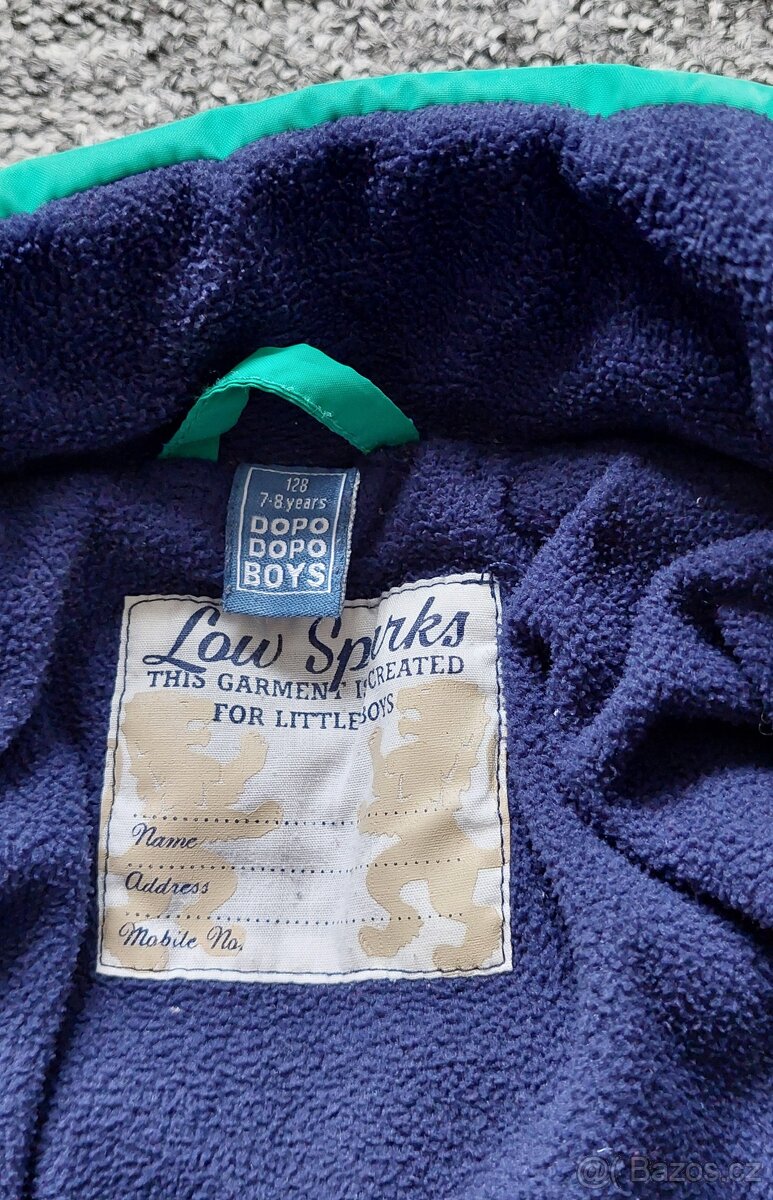 128
7-8 years
DOPO
DOPO
BOYS
Low Sparks
THIS GARMENT IS CREATED
FOR LITTLE BOYS
Name
Address
Mobile No.
@ Bazos.cz